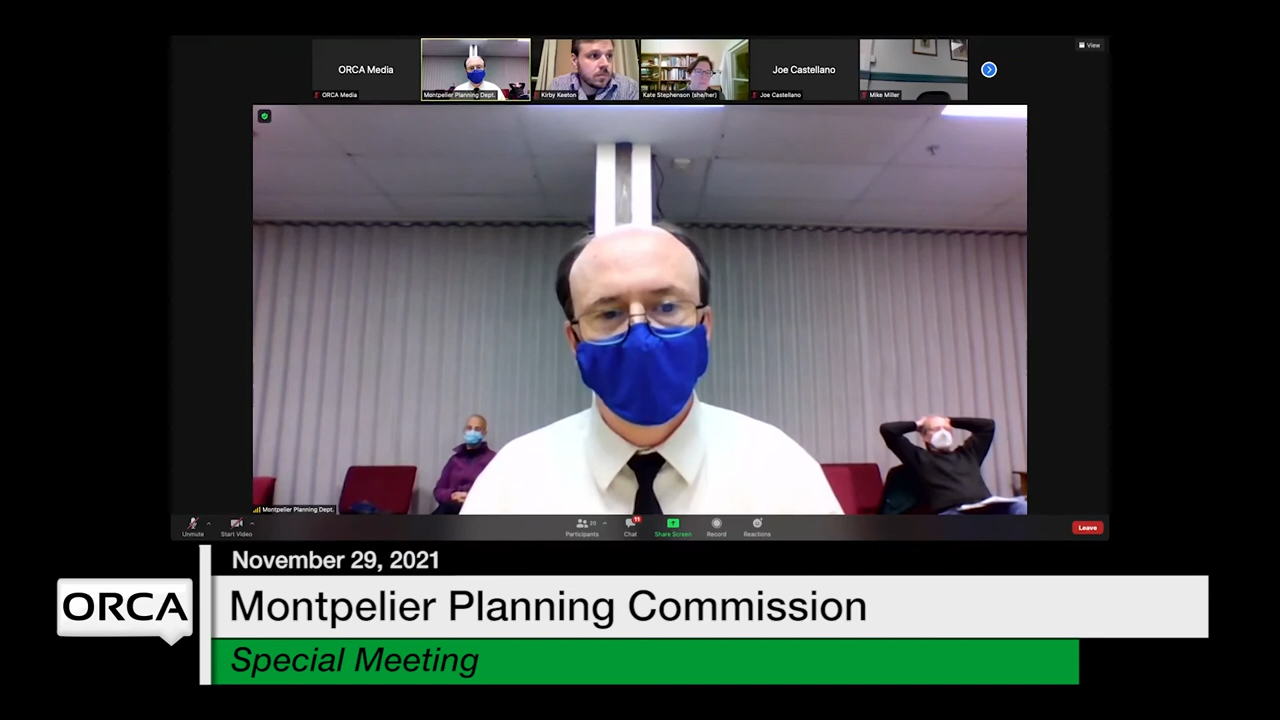 ORCA Media
Joe Castellano
View
ORCA Media
Montpelier Planning Dept.
Kirby Keeton
Kate Stephenson (she/her)
Joe Castellano
Mike Miller
Montpelier Planning Dept.
Unmute
Start Video
20
Participants
11
Chat
Share Screen
Record
Reactions
Leave
November 29, 2021
ORCA
Montpelier Planning Commission
Special Meeting